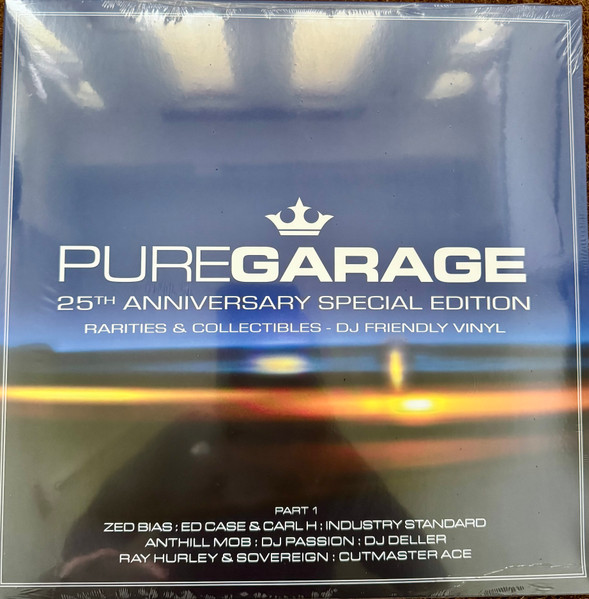 PUREGARAGE
25TH ANNIVERSARY SPECIAL EDITION
RARITIES & COLLECTIBLES - DJ FRIENDLY VINYL
PART 1
ZED BIAS : ED CASE & CARL H : INDUSTRY STANDARD
ANTHILL MOB : DJ PASSION : DJ DELLER
RAY HURLEY & SOVEREIGN : CUTMASTER ACE